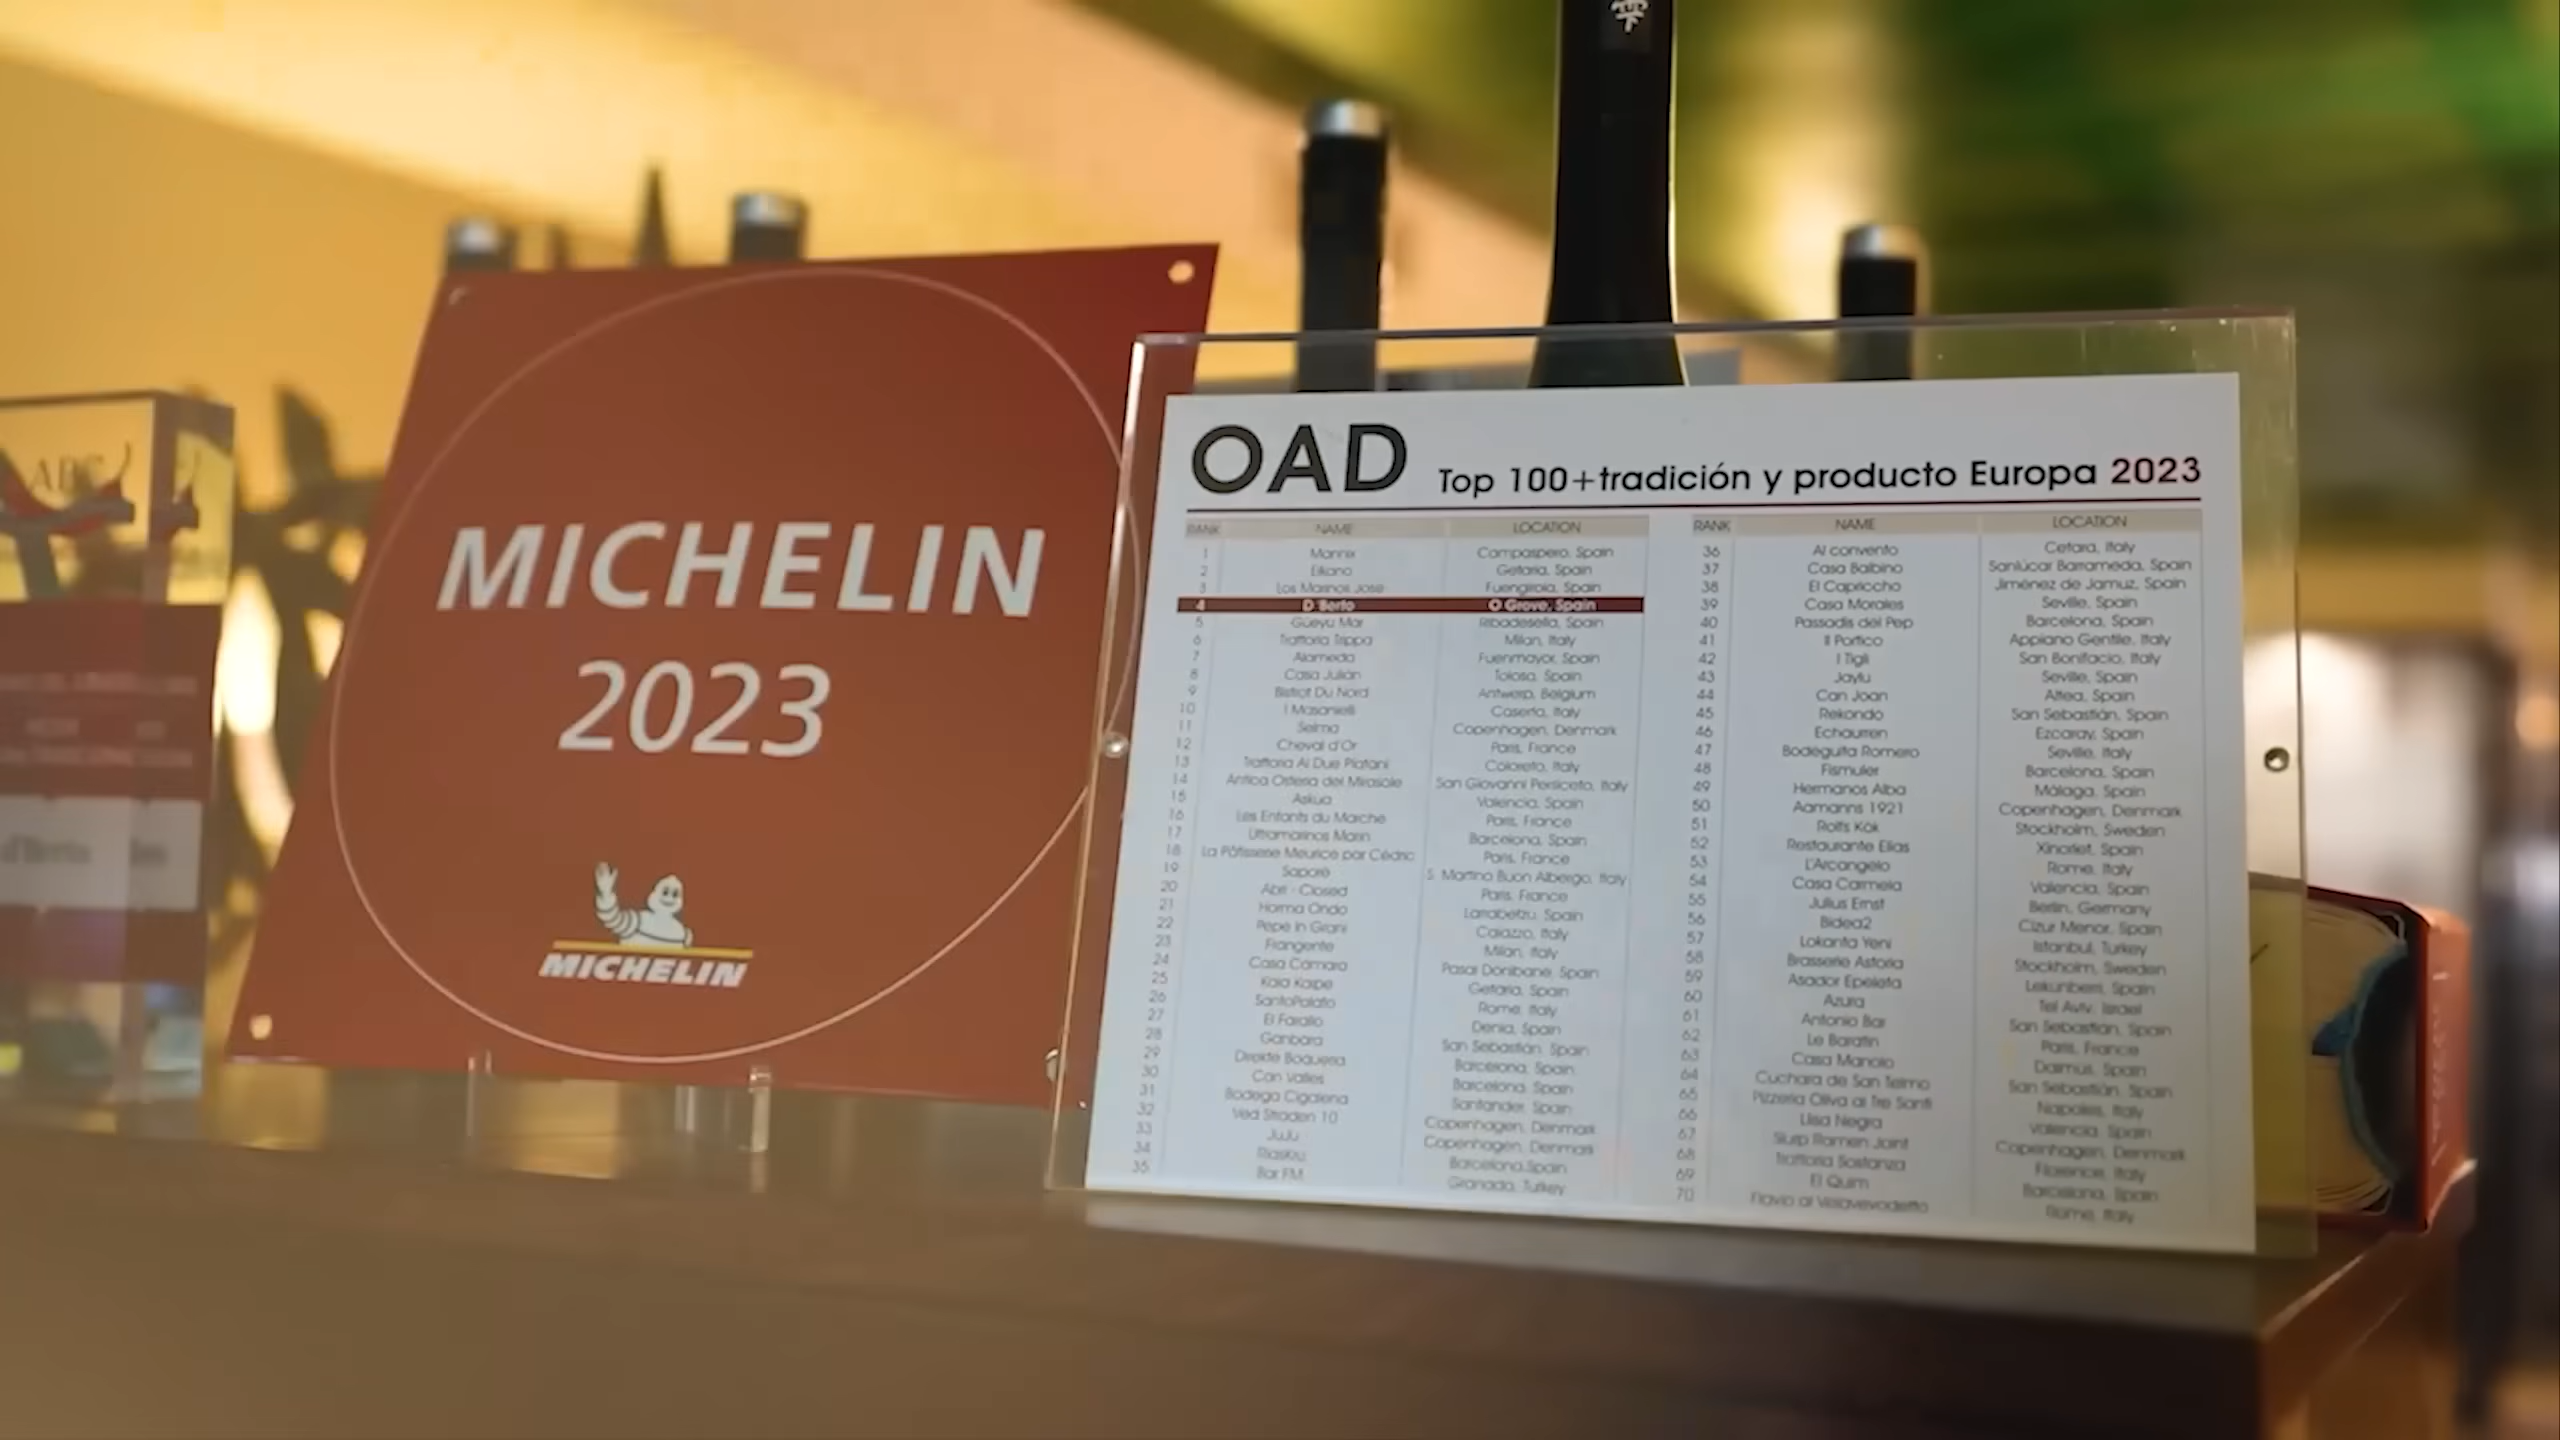 MICHELIN
2023
MICHELIN
OAD Top 100+tradición y producto Europa 2023
RANK NAME LOCATION
1 Mannix Campaspero, Spain
2 Elkano Getaria, Spain
3 Los Marinos Jose Fuengirola, Spain
4 D'Berto O Grove, Spain
5 Güeyu Mar Ribadesella, Spain
6 Trattoria Trippa Milan, Italy
7 Alameda Fuenmayor, Spain
8 Casa Julián Tolosa, Spain
9 Bistrot Du Nord Antwerp, Belgium
10 I Masanielli Caserta, Italy
11 Selma Copenhagen, Denmark
12 Cheval d'Or Paris, France
13 Trattoria Ai Due Platani Coloreto, Italy
14 Antica Osteria del Mirasole San Giovanni Persiceto, Italy
15 Askua Valencia, Spain
16 Les Enfants du Marche Paris, France
17 Ultramarinos Marin Barcelona, Spain
18 La Pâtisserie Meurice par Cédric Paris, France
19 Saporè S. Martino Buon Albergo, Italy
20 Abri - Closed Paris, France
21 Horma Ondo Larrabetzu, Spain
22 Pepe In Grani Caiazzo, Italy
23 Frangente Milan, Italy
24 Casa Cámara Pasai Donibane, Spain
25 Kaia Kaipe Getaria, Spain
26 SantoPalato Rome, Italy
27 El Faralló Denia, Spain
28 Ganbara San Sebastián, Spain
29 Direkte Boqueria Barcelona, Spain
30 Can Valles Barcelona, Spain
31 Bodega Cigalena Santander, Spain
32 Ved Straden 10 Copenhagen, Denmark
33 JuJu Copenhagen, Denmark
34 Barcelona, Spain
35 Bar FM Granada, Turkey
RANK NAME LOCATION
36 Al convento Cetara, Italy
37 Casa Balbino Sanlúcar Barrameda, Spain
38 El Capriccho Jiménez de Jamuz, Spain
39 Casa Morales Seville, Spain
40 Passadis del Pep Barcelona, Spain
41 Il Portico Appiano Gentile, Italy
42 I Tigli San Bonifacio, Italy
43 Jaylu Seville, Spain
44 Can Joan Altea, Spain
45 Rekondo San Sebastián, Spain
46 Echaurren Ezcaray, Spain
47 Bodeguita Romero Seville, Italy
48 Fismuler Barcelona, Spain
49 Hermanos Alba Málaga, Spain
50 Aamanns 1921 Copenhagen, Denmark
51 Rolfs Kök Stockholm, Sweden
52 Restaurante Elías Xinorlet, Spain
53 L'Arcangelo Rome, Italy
54 Casa Carmela Valencia, Spain
55 Julius Ernst Berlin, Germany
56 Bidea2 Cizur Menor, Spain
57 Lokanta Yeni Istanbul, Turkey
58 Brasserie Astoria Stockholm, Sweden
59 Asador Epeleta Lekunberri, Spain
60 Azura Tel Aviv, Israel
61 Antonio Bar San Sebastián, Spain
62 Le Baratin Paris, France
63 Casa Manolo Daimús, Spain
64 Cuchara de San Telmo San Sebastián, Spain
65 Pizzeria Oliva di Tre Santi Napoles, Italy
66 Llisa Negra Valencia, Spain
67 Slurp Ramen Joint Copenhagen, Denmark
68 Trattoria Sostanza Florence, Italy
69 El Quim Barcelona, Spain
70 Flavio al Velavevodetto Rome, Italy